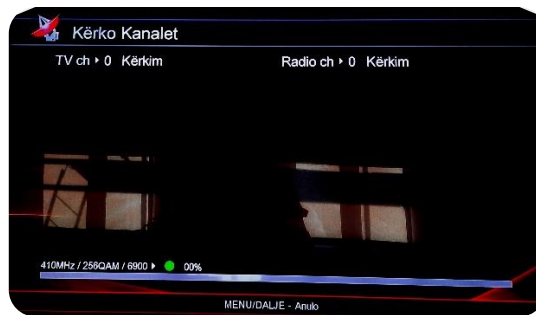 Kërko Kanalet
TV ch ▸ 0 Kërkim
Radio ch ▸ 0 Kërkim
410MHz / 256QAM / 6900 ▸ 00%
MENU/DALJE - Anulo